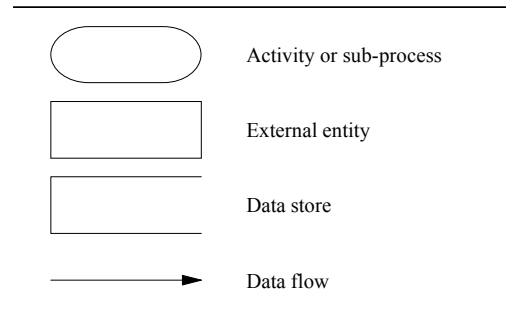 Activity or sub-process
External entity
Data store
Data flow